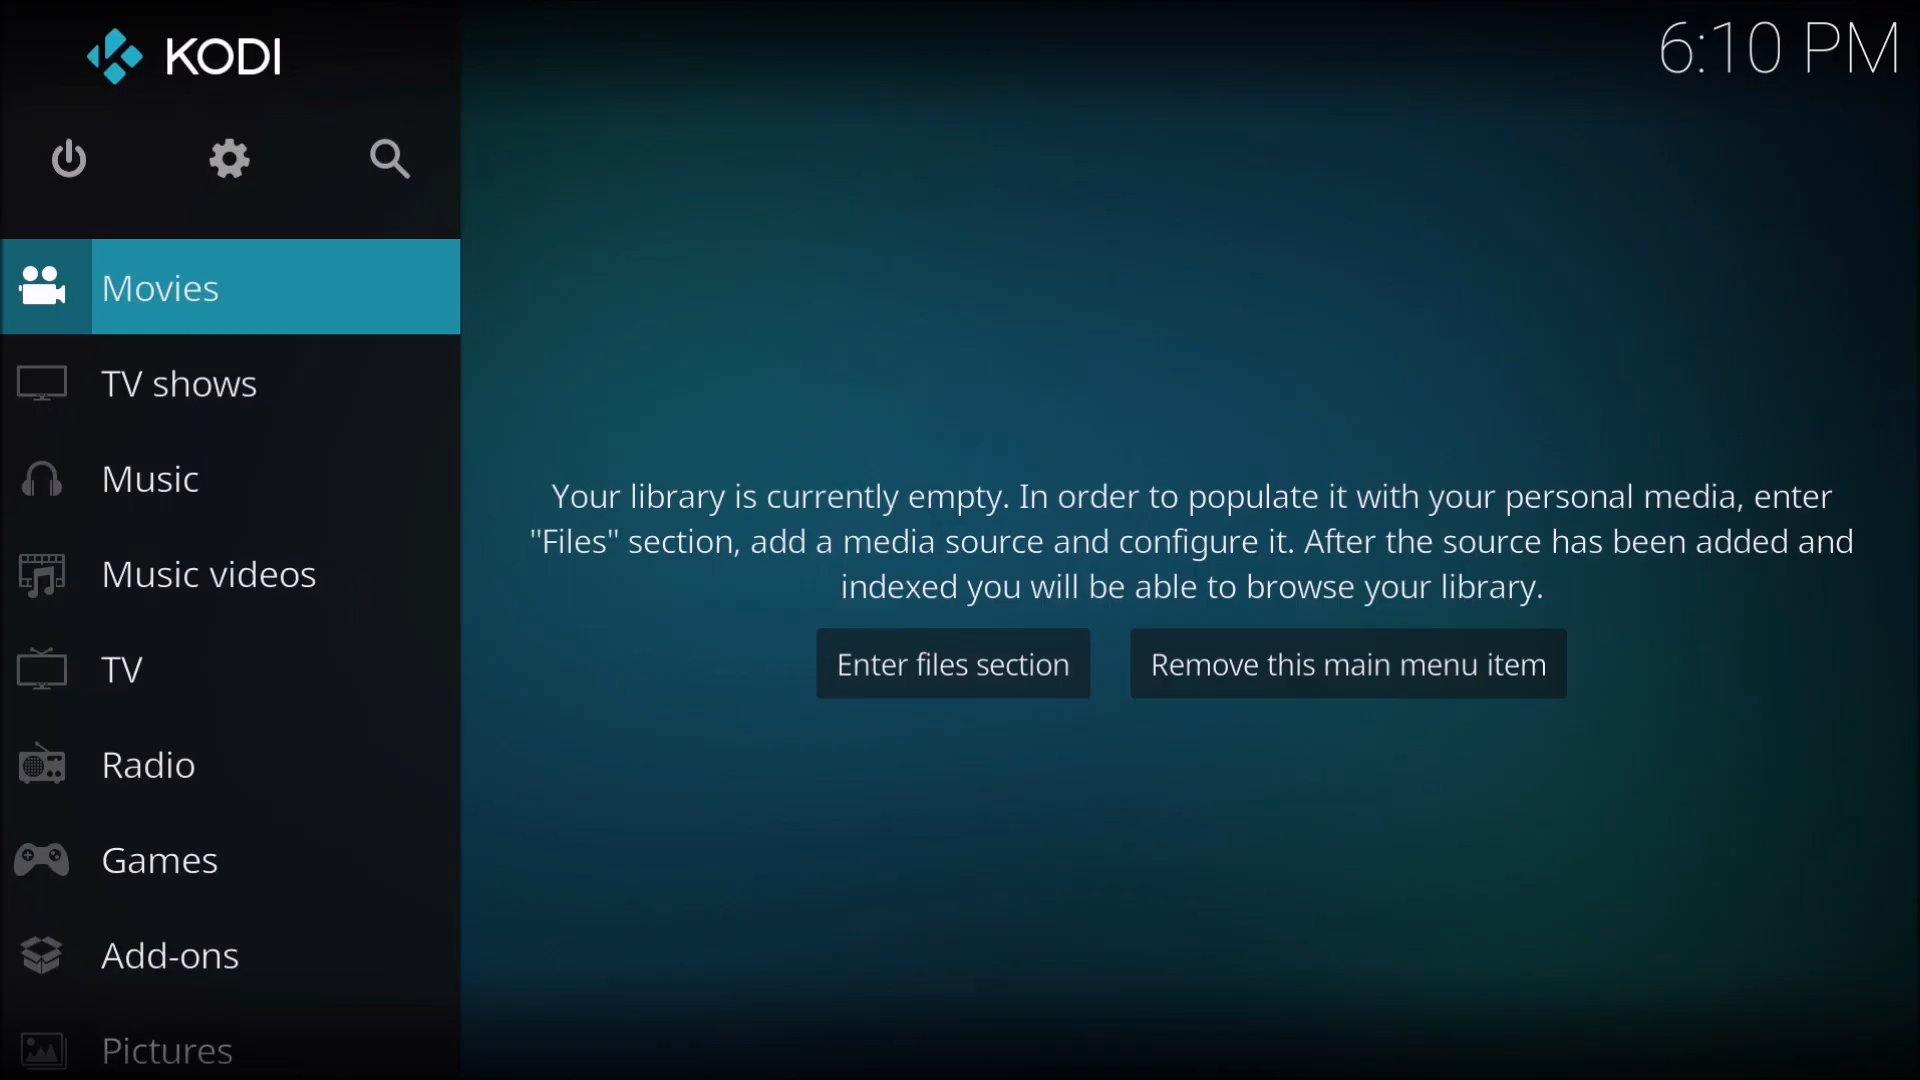 KODI
6:10 PM
Movies
TV shows
Music
Music videos
TV
Radio
Games
Add-ons
Pictures
Your library is currently empty. In order to populate it with your personal media, enter
"Files" section, add a media source and configure it. After the source has been added and
indexed you will be able to browse your library.
Enter files section
Remove this main menu item